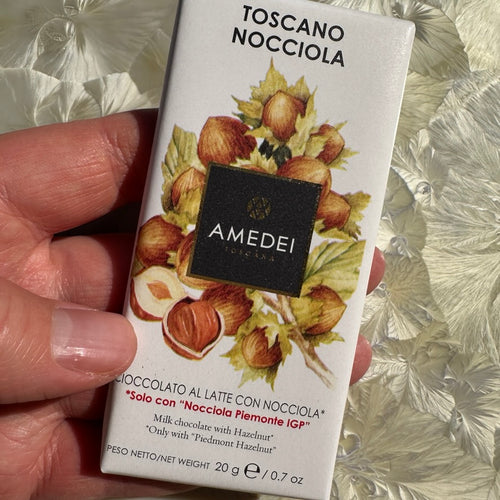 TOSCANO
NOCCIOLA
AMEDEI
TOSCANA
CIOCCOLATO AL LATTE CON NOCCIOLA*
*Solo con "Nocciola Piemonte IGP"
Milk chocolate with Hazelnut*
*Only with "Piedmont Hazelnut"
PESO NETTO/NET WEIGHT 20 g ℮ / 0.7 oz